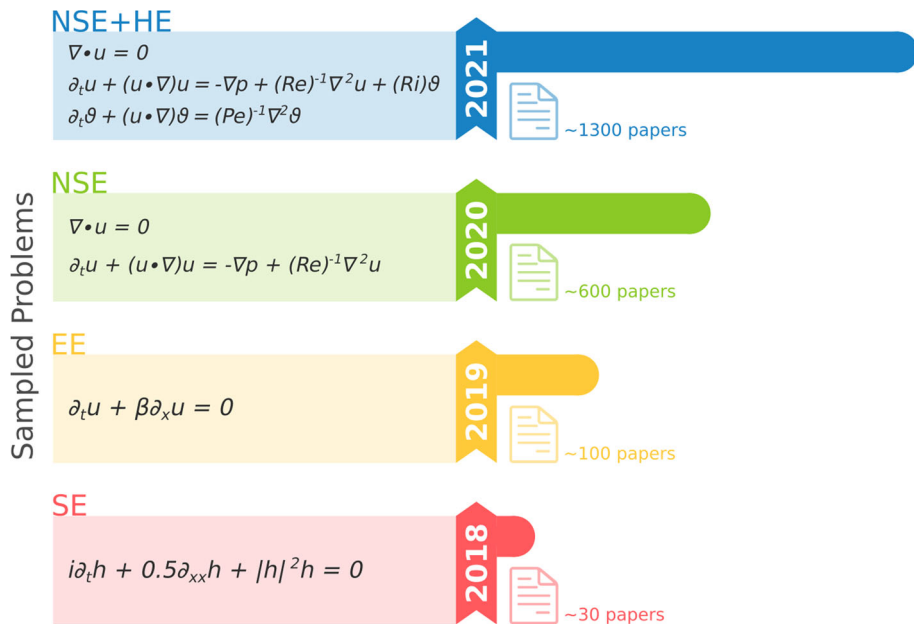 Sampled Problems
NSE+HE
∇•u = 0
∂ₜu + (u•∇)u = -∇p + (Re)⁻¹∇²u + (Ri)ϑ
∂ₜϑ + (u•∇)ϑ = (Pe)⁻¹∇²ϑ
2021
~1300 papers
NSE
∇•u = 0
∂ₜu + (u•∇)u = -∇p + (Re)⁻¹∇²u
2020
~600 papers
EE
∂ₜu + β∂ₓu = 0
2019
~100 papers
SE
i∂ₜh + 0.5∂ₓₓh + |h|²h = 0
2018
~30 papers